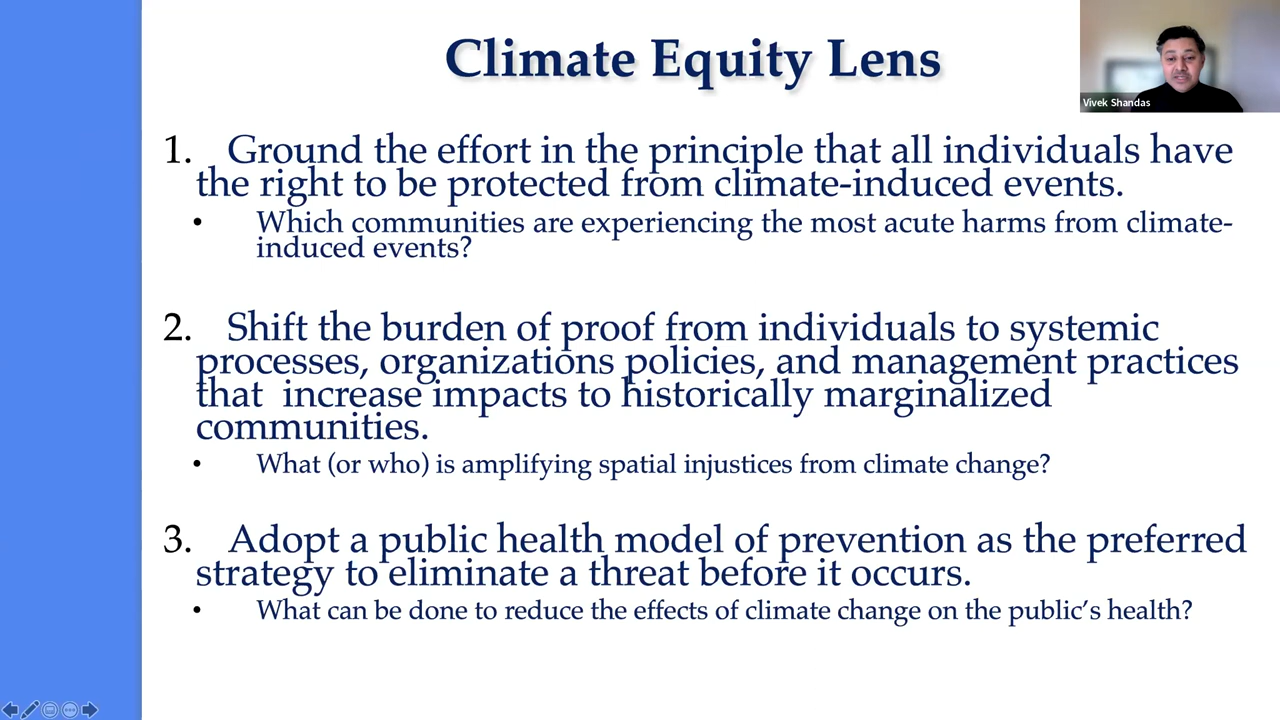 Climate Equity Lens
Vivek Shandas
1. Ground the effort in the principle that all individuals have
the right to be protected from climate-induced events.
• Which communities are experiencing the most acute harms from climate-
induced events?
2. Shift the burden of proof from individuals to systemic
processes, organizations policies, and management practices
that  increase impacts to historically marginalized
communities.
• What (or who) is amplifying spatial injustices from climate change?
3. Adopt a public health model of prevention as the preferred
strategy to eliminate a threat before it occurs.
• What can be done to reduce the effects of climate change on the public's health?